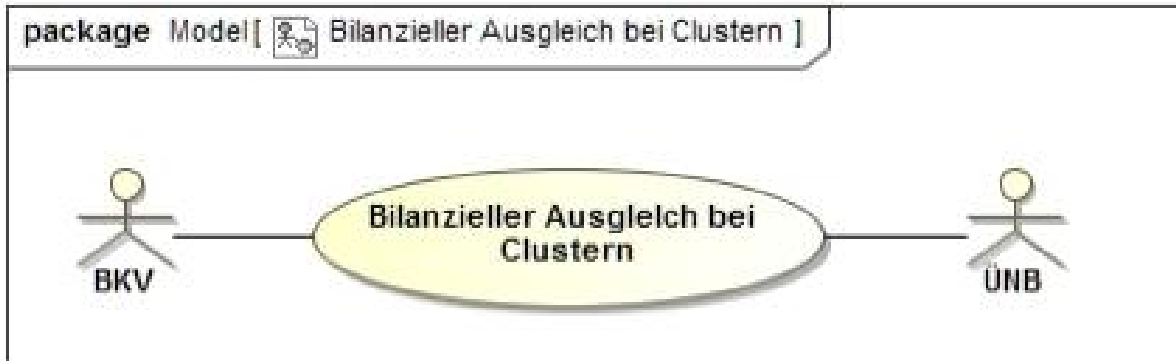 package Model [ Bilanzieller Ausgleich bei Clustern ]
Bilanzieller Ausgleich bei
Clustern
BKV
ÜNB